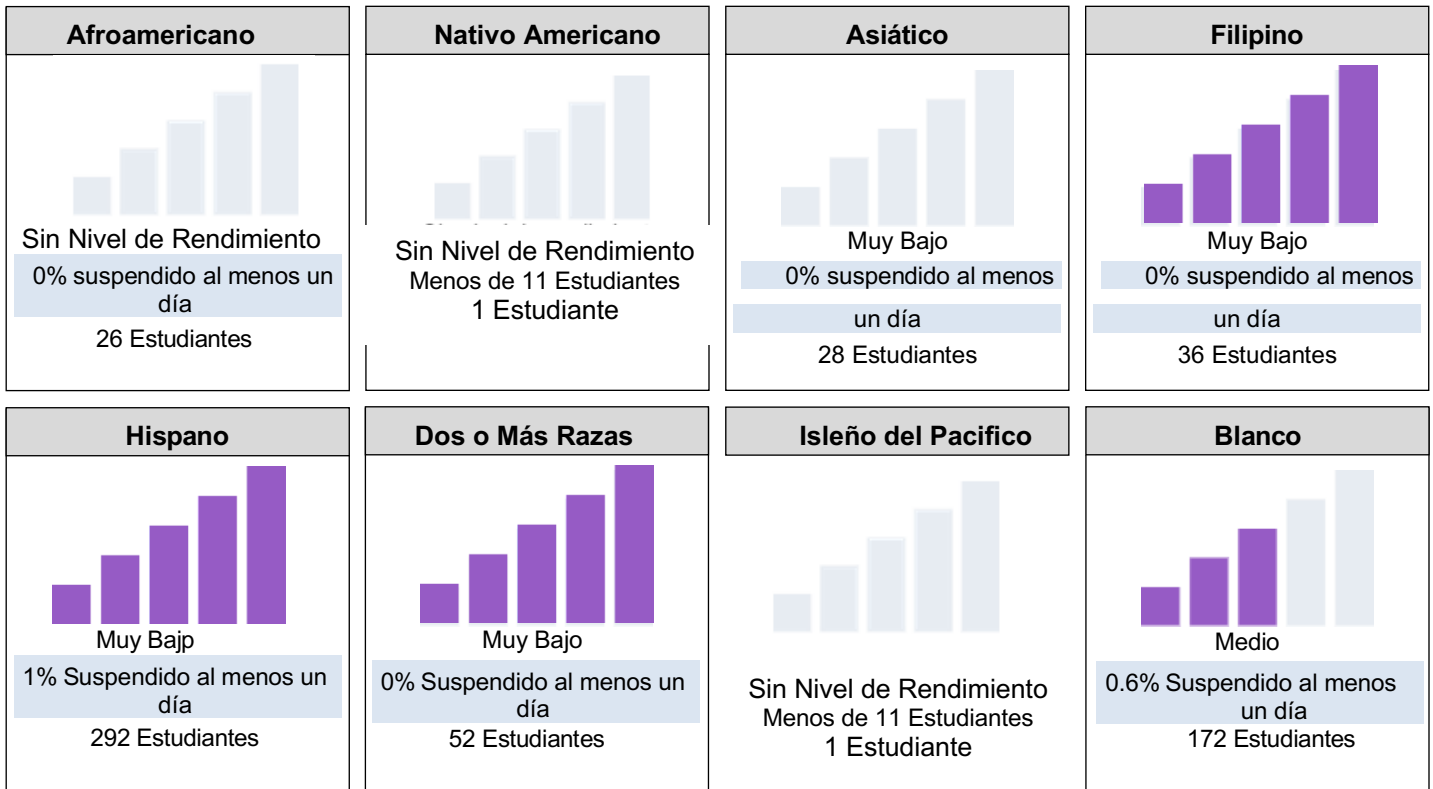 Afroamericano
Sin Nivel de Rendimiento
0% suspendido al menos un
día
26 Estudiantes
Nativo Americano
Sin Nivel de Rendimiento
Menos de 11 Estudiantes
1 Estudiante
Asiático
Muy Bajo
0% suspendido al menos
un día
28 Estudiantes
Filipino
Muy Bajo
0% suspendido al menos
un día
36 Estudiantes
Hispano
Muy Bajp
1% Suspendido al menos un
día
292 Estudiantes
Dos o Más Razas
Muy Bajo
0% Suspendido al menos un
día
52 Estudiantes
Isleño del Pacifico
Sin Nivel de Rendimiento
Menos de 11 Estudiantes
1 Estudiante
Blanco
Medio
0.6% Suspendido al menos
un día
172 Estudiantes